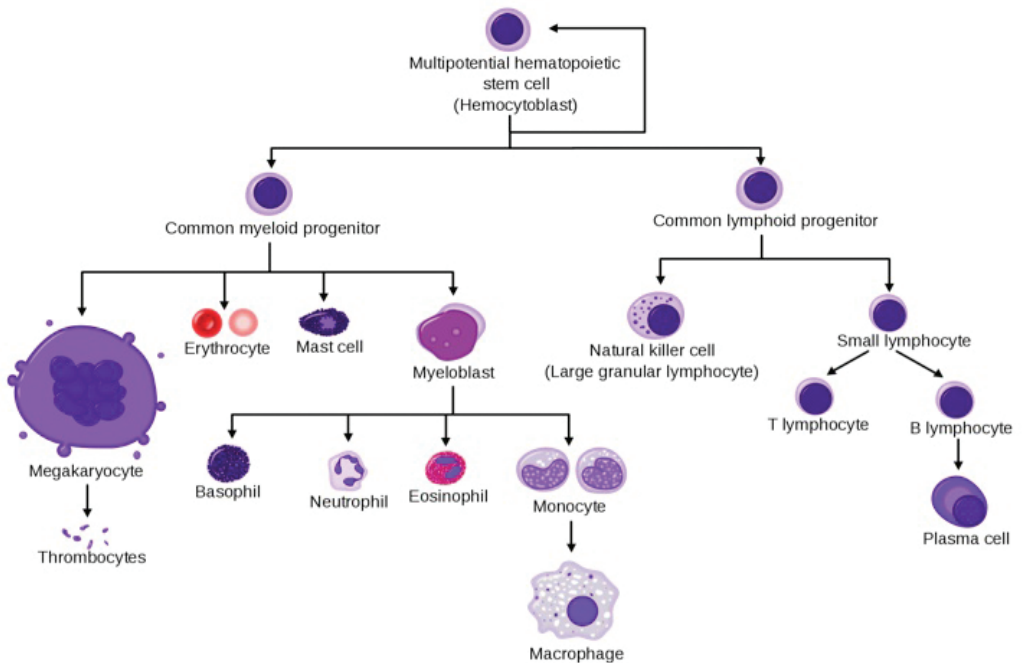 Multipotential hematopoietic
stem cell
(Hemocytoblast)
Common myeloid progenitor
Common lymphoid progenitor
Erythrocyte
Mast cell
Myeloblast
Natural killer cell
(Large granular lymphocyte)
Small lymphocyte
T lymphocyte
B lymphocyte
Megakaryocyte
Basophil
Neutrophil
Eosinophil
Monocyte
Plasma cell
Thrombocytes
Macrophage